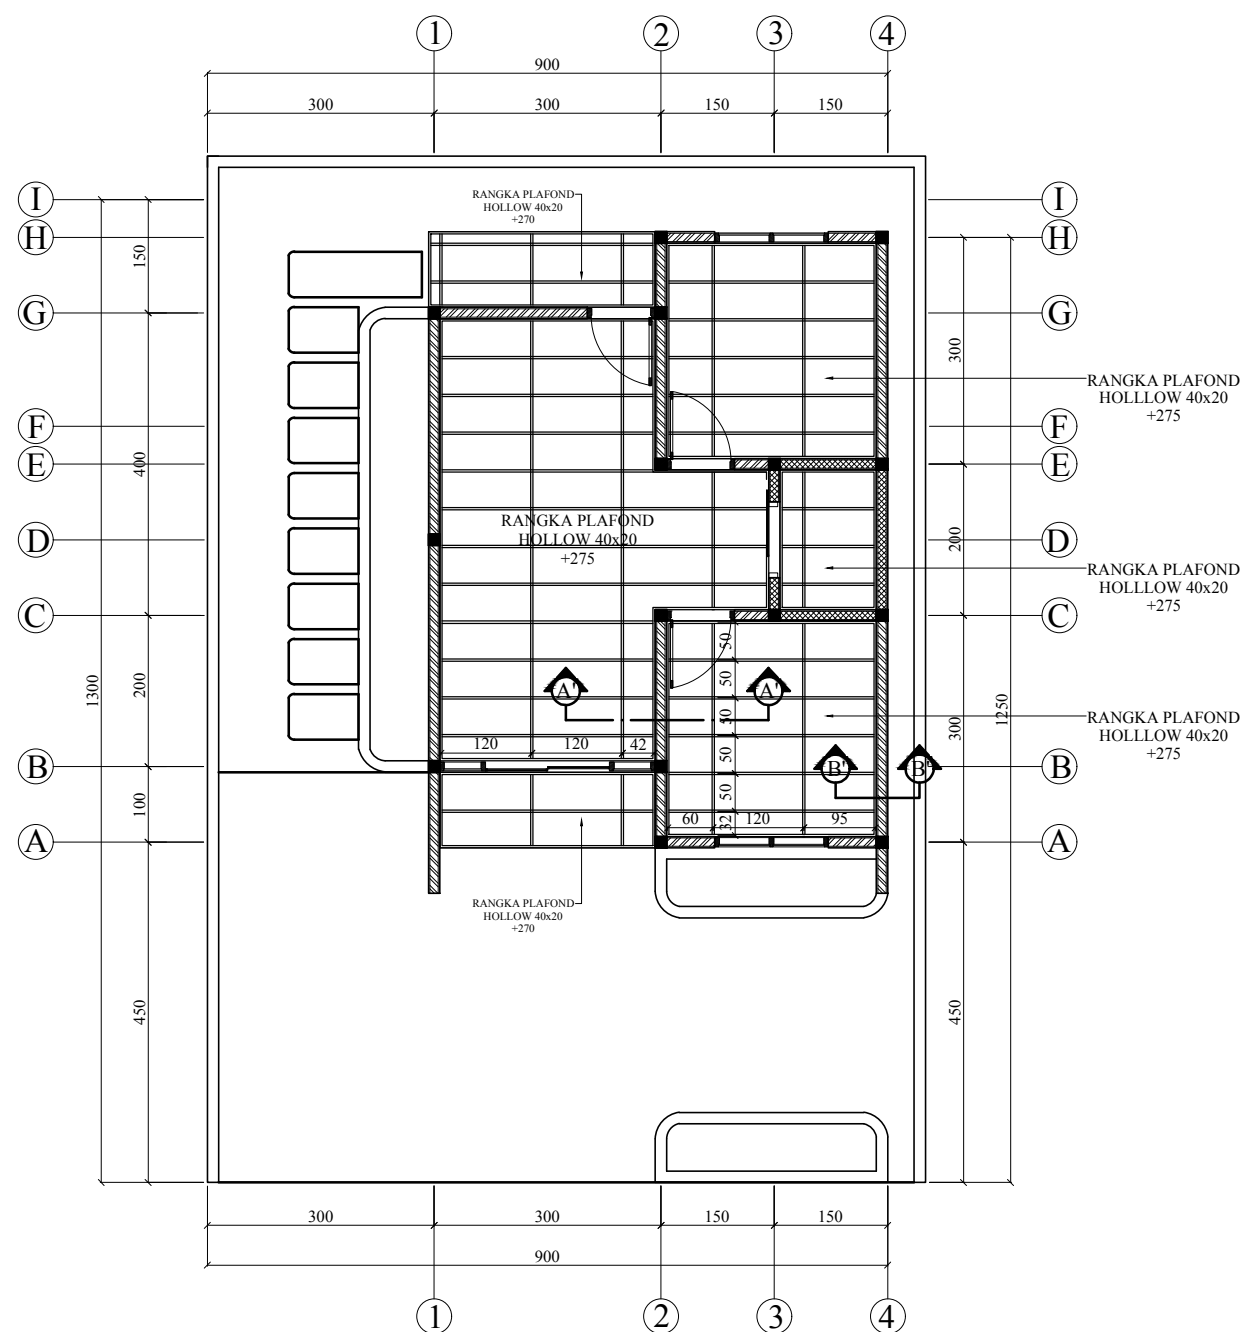 1 2 3 4
900
300 300 150 150
I I
H H
G G
F F
E E
D D
C C
B B
A A
150
400
200
100
450
1300
300
200
300
450
1250
RANGKA PLAFOND
HOLLOW 40x20
+270
RANGKA PLAFOND
HOLLLOW 40x20
+275
RANGKA PLAFOND
HOLLOW 40x20
+275
RANGKA PLAFOND
HOLLLOW 40x20
+275
RANGKA PLAFOND
HOLLLOW 40x20
+275
50
50
50
50
50
32
A' A'
B' B'
120 120 42
60 120 95
RANGKA PLAFOND
HOLLOW 40x20
+270
300 300 150 150
900
1 2 3 4